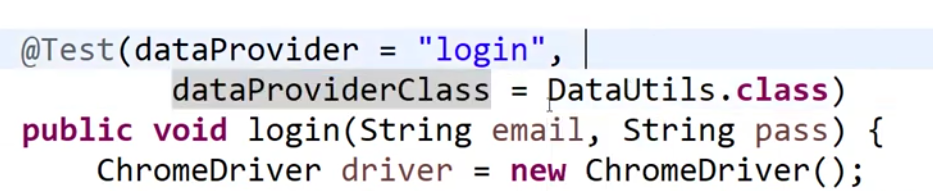 @Test(dataProvider = "login",
dataProviderClass = DataUtils.class)
public void login(String email, String pass) {
ChromeDriver driver = new ChromeDriver();